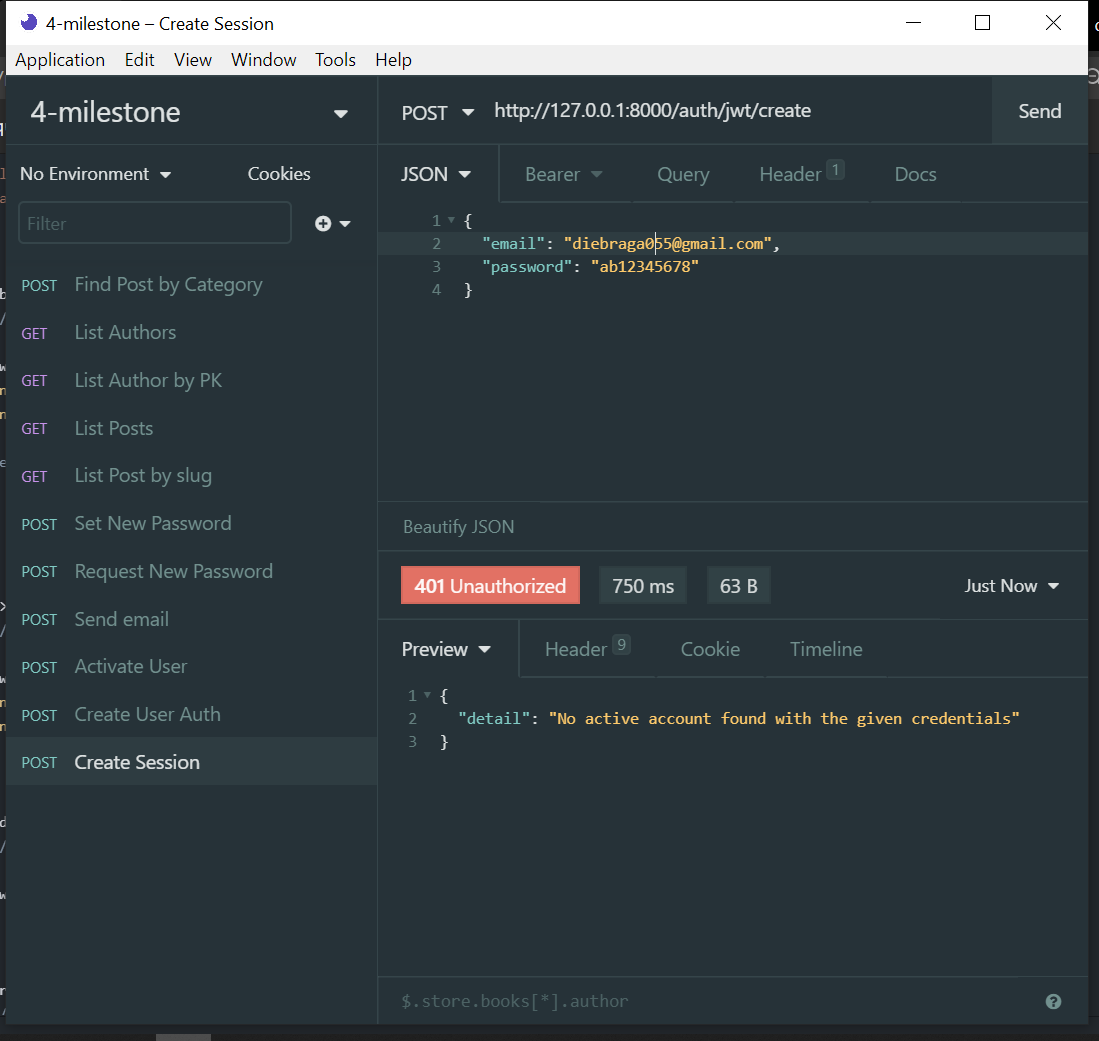 4-milestone – Create Session
Application Edit View Window Tools Help
4-milestone
POST http://127.0.0.1:8000/auth/jwt/create Send
No Environment Cookies
JSON Bearer Query Header 1 Docs
Filter
1 {
2 "email": "diebraga055@gmail.com",
3 "password": "ab12345678"
4 }
POST Find Post by Category
GET List Authors
GET List Author by PK
GET List Posts
GET List Post by slug
POST Set New Password
POST Request New Password
POST Send email
POST Activate User
POST Create User Auth
POST Create Session
Beautify JSON
401 Unauthorized 750 ms 63 B Just Now
Preview Header 9 Cookie Timeline
1 {
2 "detail": "No active account found with the given credentials"
3 }
$.store.books[*].author